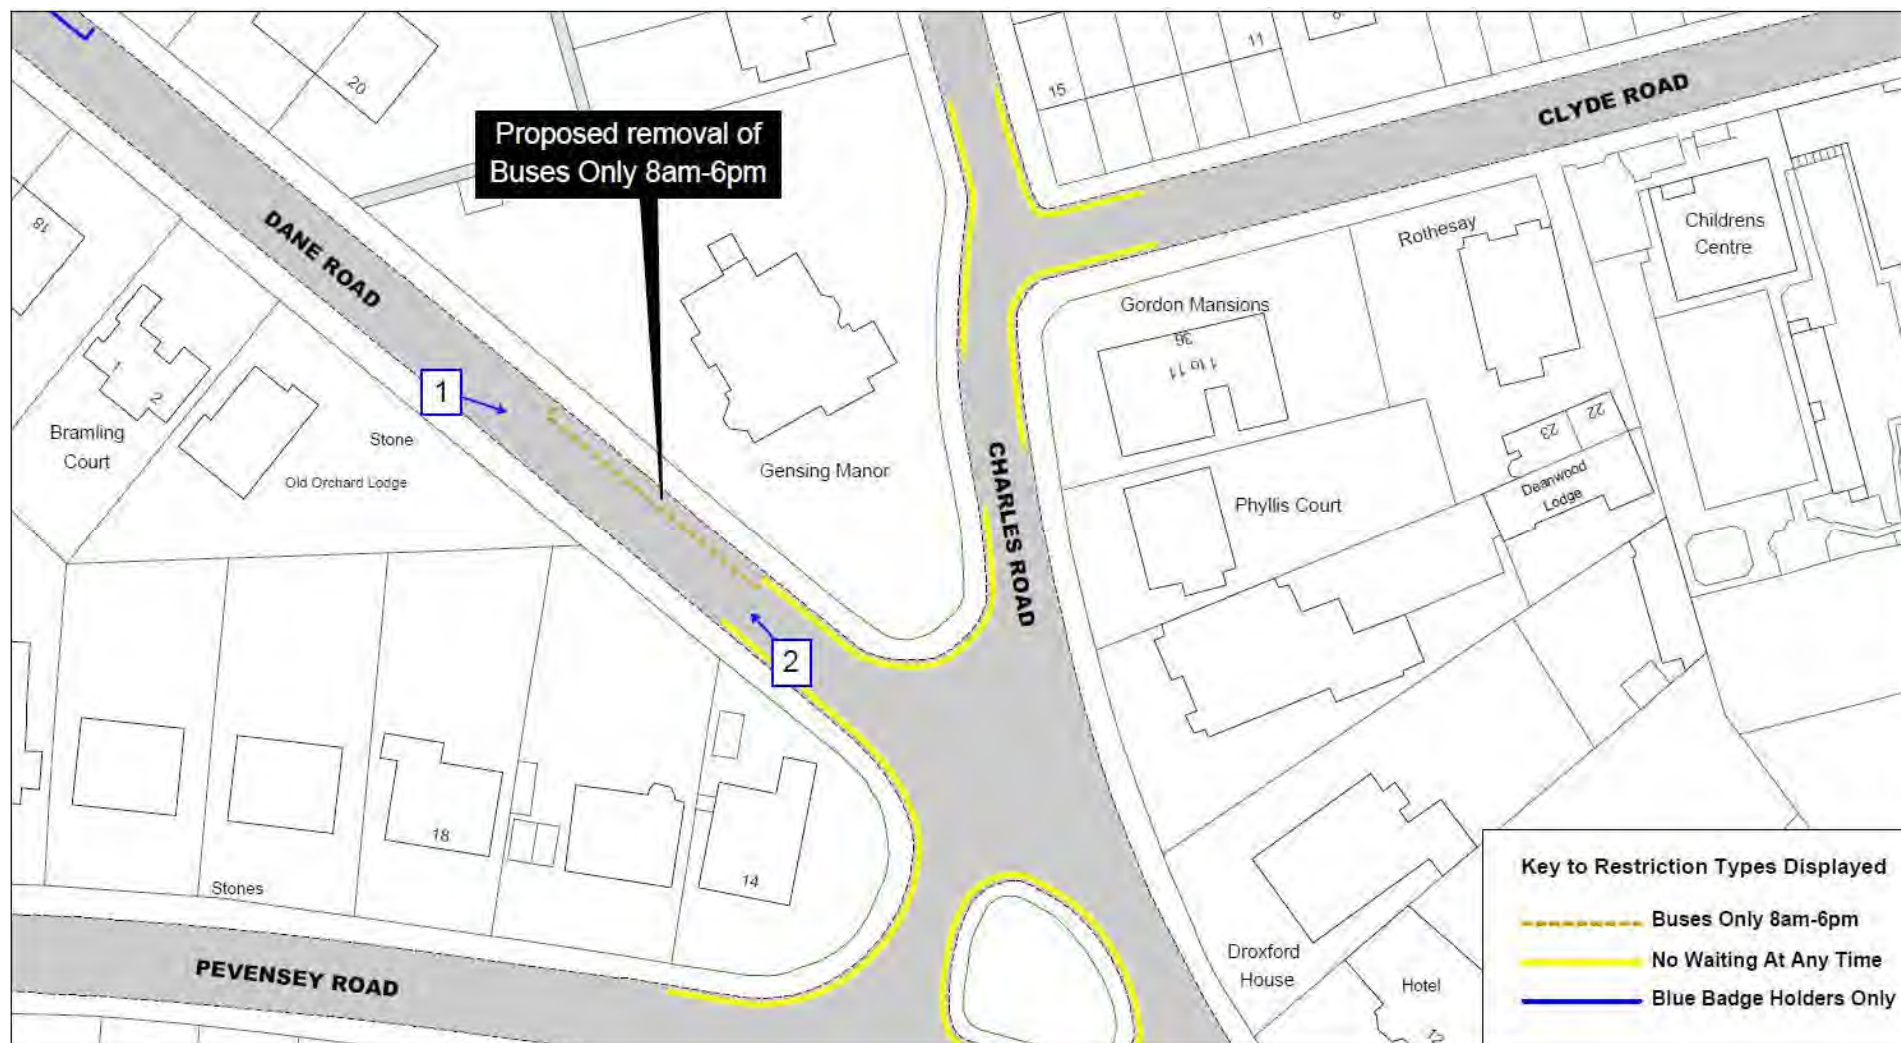 20
11
15
CLYDE ROAD
Proposed removal of
Buses Only 8am-6pm
18
DANE ROAD
Rothesay
Childrens
Centre
Gordon Mansions
36
1 to 11
1
2
1
Bramling
Court
Stone
Old Orchard Lodge
Gensing Manor
CHARLES ROAD
22
23
Deanwood
Lodge
Phyllis Court
2
18
14
Stones
PEVENSEY ROAD
Droxford
House
Hotel
12
Key to Restriction Types Displayed
Buses Only 8am-6pm
No Waiting At Any Time
Blue Badge Holders Only